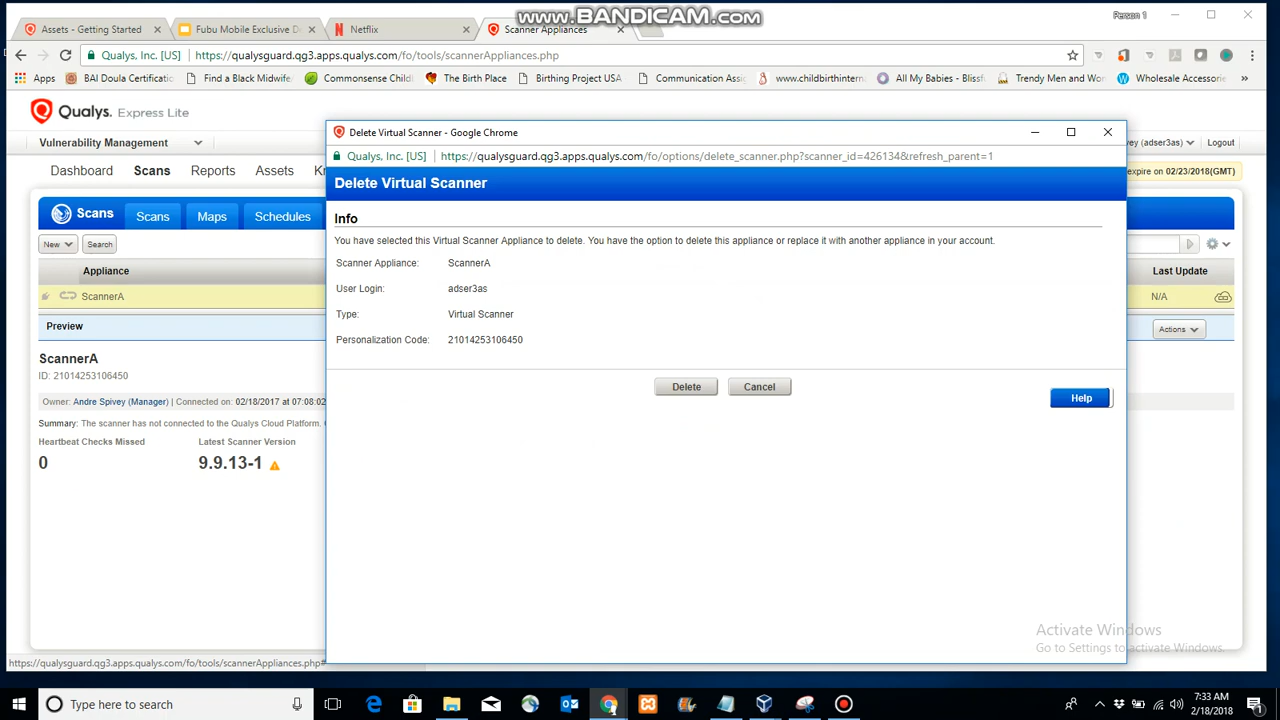 www.BANDICAM.com
Assets - Getting Started
Fubu Mobile Exclusive D
Netflix
Scanner Appliances
Person 1
Qualys, Inc. [US] https://qualysguard.qg3.apps.qualys.com/fo/tools/scannerAppliances.php
Apps BAI Doula Certificatio Find a Black Midwife Commonsense Childb The Birth Place Birthing Project USA Communication Assig www.childbirthintern All My Babies - Blissf Trendy Men and Wo Wholesale Accessorie
Qualys. Express Lite
Vulnerability Management
vey (adser3as) Logout
Dashboard Scans Reports Assets
expire on 02/23/2018(GMT)
Scans Scans Maps Schedules
New Search
Appliance
Last Update
ScannerA
N/A
Preview
Actions
ScannerA
ID: 21014253106450
Owner: Andre Spivey (Manager) | Connected on: 02/18/2017 at 07:08:02
Summary: The scanner has not connected to the Qualys Cloud Platform.
Heartbeat Checks Missed Latest Scanner Version
0 9.9.13-1
Delete Virtual Scanner - Google Chrome
Qualys, Inc. [US] https://qualysguard.qg3.apps.qualys.com/fo/options/delete_scanner.php?scanner_id=426134&refresh_parent=1
Delete Virtual Scanner
Info
You have selected this Virtual Scanner Appliance to delete. You have the option to delete this appliance or replace it with another appliance in your account.
Scanner Appliance: ScannerA
User Login: adser3as
Type: Virtual Scanner
Personalization Code: 21014253106450
Delete Cancel
Help
Activate Windows
Go to Settings to activate Windows.
https://qualysguard.qg3.apps.qualys.com/fo/tools/scannerAppliances.php#
Type here to search
7:33 AM
2/18/2018